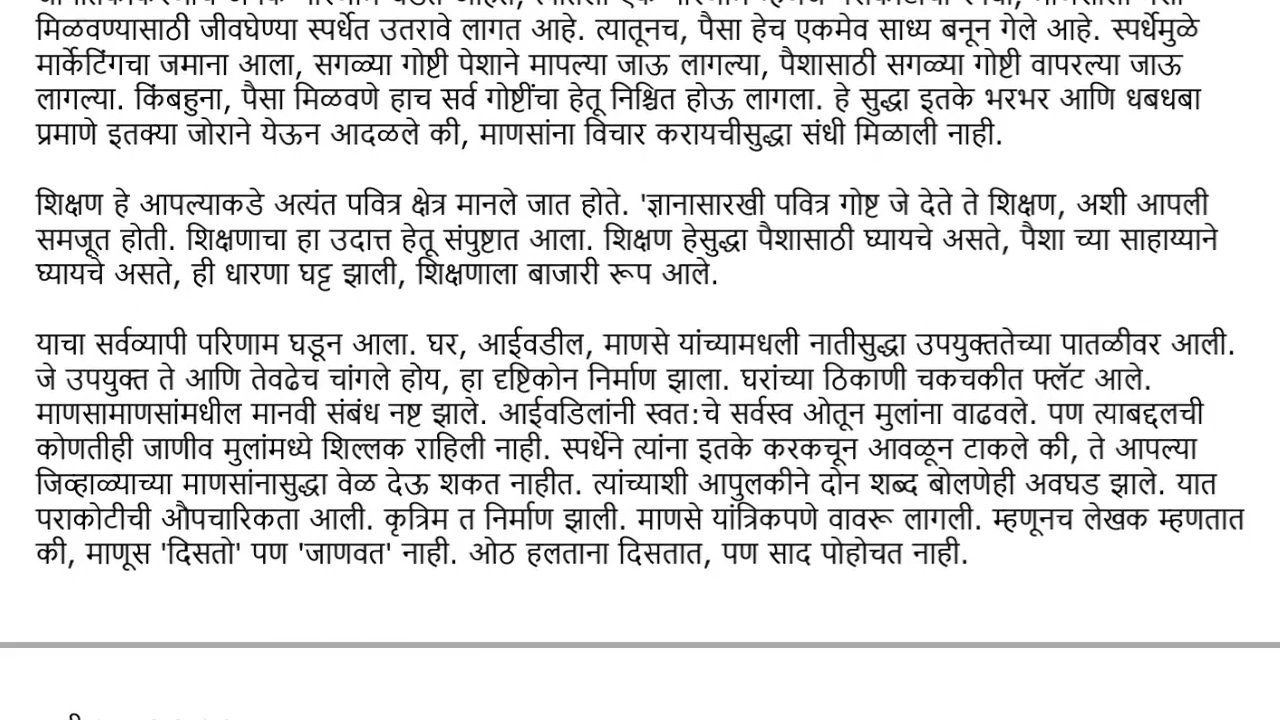 मिळवण्यासाठी जीवघेण्या स्पर्धेत उतरावे लागत आहे. त्यातूनच, पैसा हेच एकमेव साध्य बनून गेले आहे. स्पर्धेमुळे
मार्केटिंगचा जमाना आला, सगळ्या गोष्टी पेशाने मापल्या जाऊ लागल्या, पैशासाठी सगळ्या गोष्टी वापरल्या जाऊ
लागल्या. किंबहुना, पैसा मिळवणे हाच सर्व गोष्टींचा हेतू निश्चित होऊ लागला. हे सुद्धा इतके भरभर आणि धबधबा
प्रमाणे इतक्या जोराने येऊन आदळले की, माणसांना विचार करायचीसुद्धा संधी मिळाली नाही.
शिक्षण हे आपल्याकडे अत्यंत पवित्र क्षेत्र मानले जात होते. 'ज्ञानासारखी पवित्र गोष्ट जे देते ते शिक्षण, अशी आपली
समजूत होती. शिक्षणाचा हा उदात्त हेतू संपुष्टात आला. शिक्षण हेसुद्धा पैशासाठी घ्यायचे असते, पैशा च्या साहाय्याने
घ्यायचे असते, ही धारणा घट्ट झाली, शिक्षणाला बाजारी रूप आले.
याचा सर्वव्यापी परिणाम घडून आला. घर, आईवडील, माणसे यांच्यामधली नातीसुद्धा उपयुक्ततेच्या पातळीवर आली.
जे उपयुक्त ते आणि तेवढेच चांगले होय, हा दृष्टिकोन निर्माण झाला. घरांच्या ठिकाणी चकचकीत फ्लॅट आले.
माणसामाणसांमधील मानवी संबंध नष्ट झाले. आईवडिलांनी स्वत:चे सर्वस्व ओतून मुलांना वाढवले. पण त्याबद्दलची
कोणतीही जाणीव मुलांमध्ये शिल्लक राहिली नाही. स्पर्धेने त्यांना इतके करकचून आवळून टाकले की, ते आपल्या
जिव्हाळ्याच्या माणसांनासुद्धा वेळ देऊ शकत नाहीत. त्यांच्याशी आपुलकीने दोन शब्द बोलणेही अवघड झाले. यात
पराकोटीची औपचारिकता आली. कृत्रिम त निर्माण झाली. माणसे यांत्रिकपणे वावरू लागली. म्हणूनच लेखक म्हणतात
की, माणूस 'दिसतो' पण 'जाणवत' नाही. ओठ हलताना दिसतात, पण साद पोहोचत नाही.